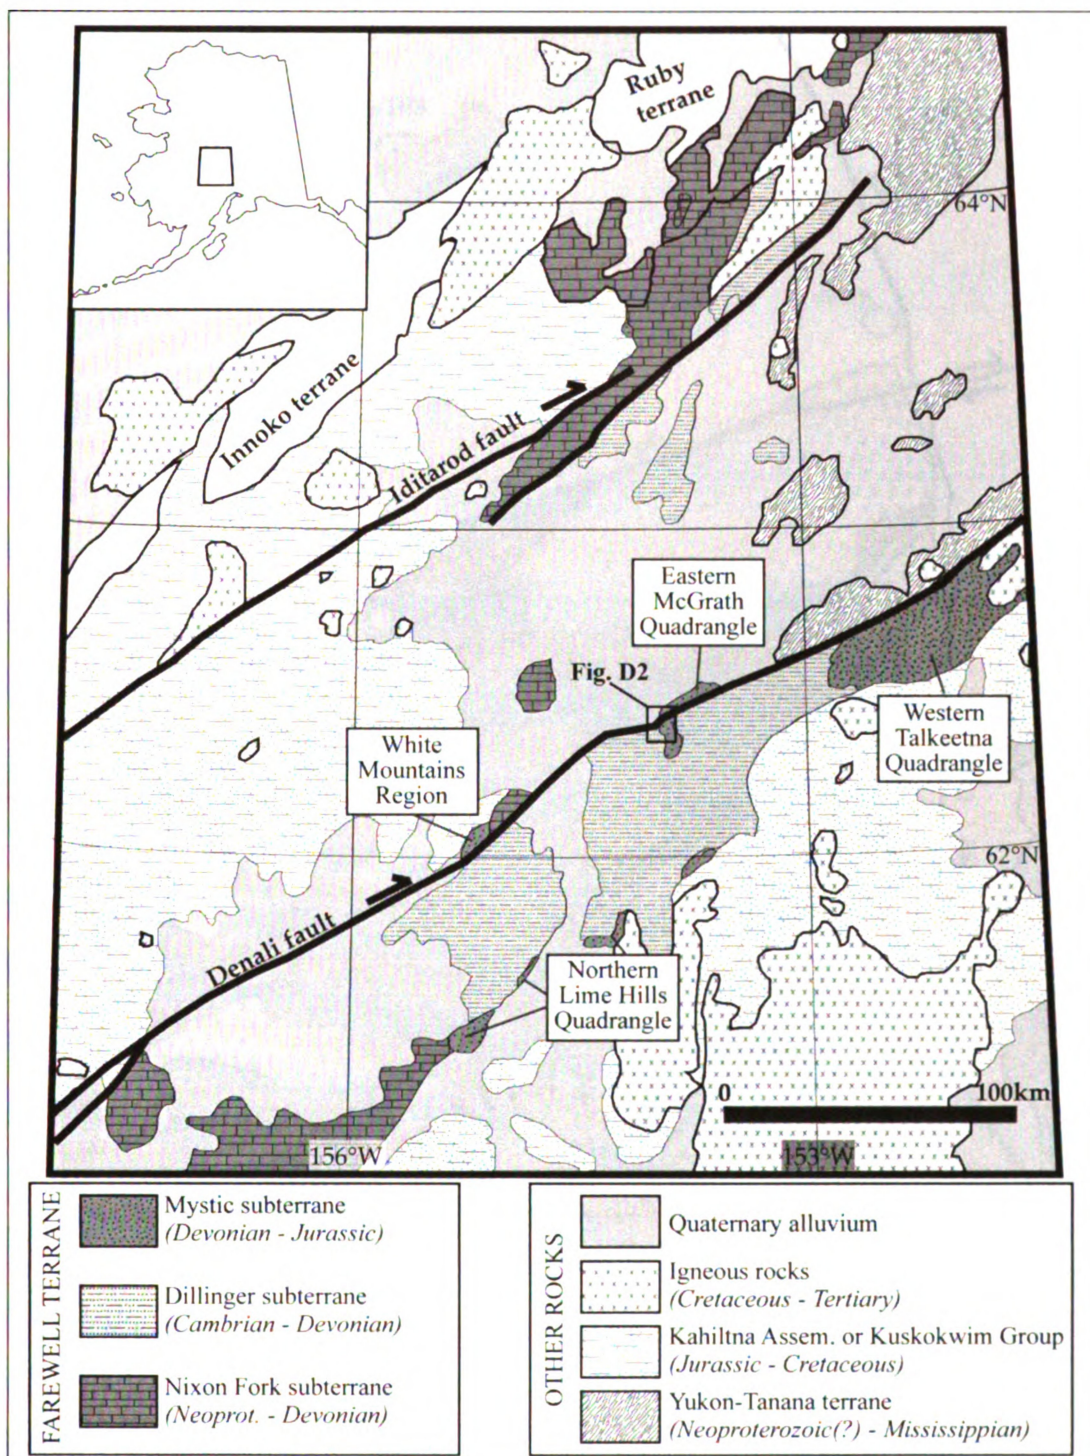 Ruby
terrane
64°N
Innoko terrane
Iditarod fault
Eastern
McGrath
Quadrangle
Fig. D2
White
Mountains
Region
Western
Talkeetna
Quadrangle
62°N
Denali fault
Northern
Lime Hills
Quadrangle
0
100km
156°W
153°W
FAREWELL TERRANE
Mystic subterrane
(Devonian - Jurassic)
Dillinger subterrane
(Cambrian - Devonian)
Nixon Fork subterrane
(Neoprot. - Devonian)
OTHER ROCKS
Quaternary alluvium
Igneous rocks
(Cretaceous - Tertiary)
Kahiltna Assem. or Kuskokwim Group
(Jurassic - Cretaceous)
Yukon-Tanana terrane
(Neoproterozoic(?) - Mississippian)